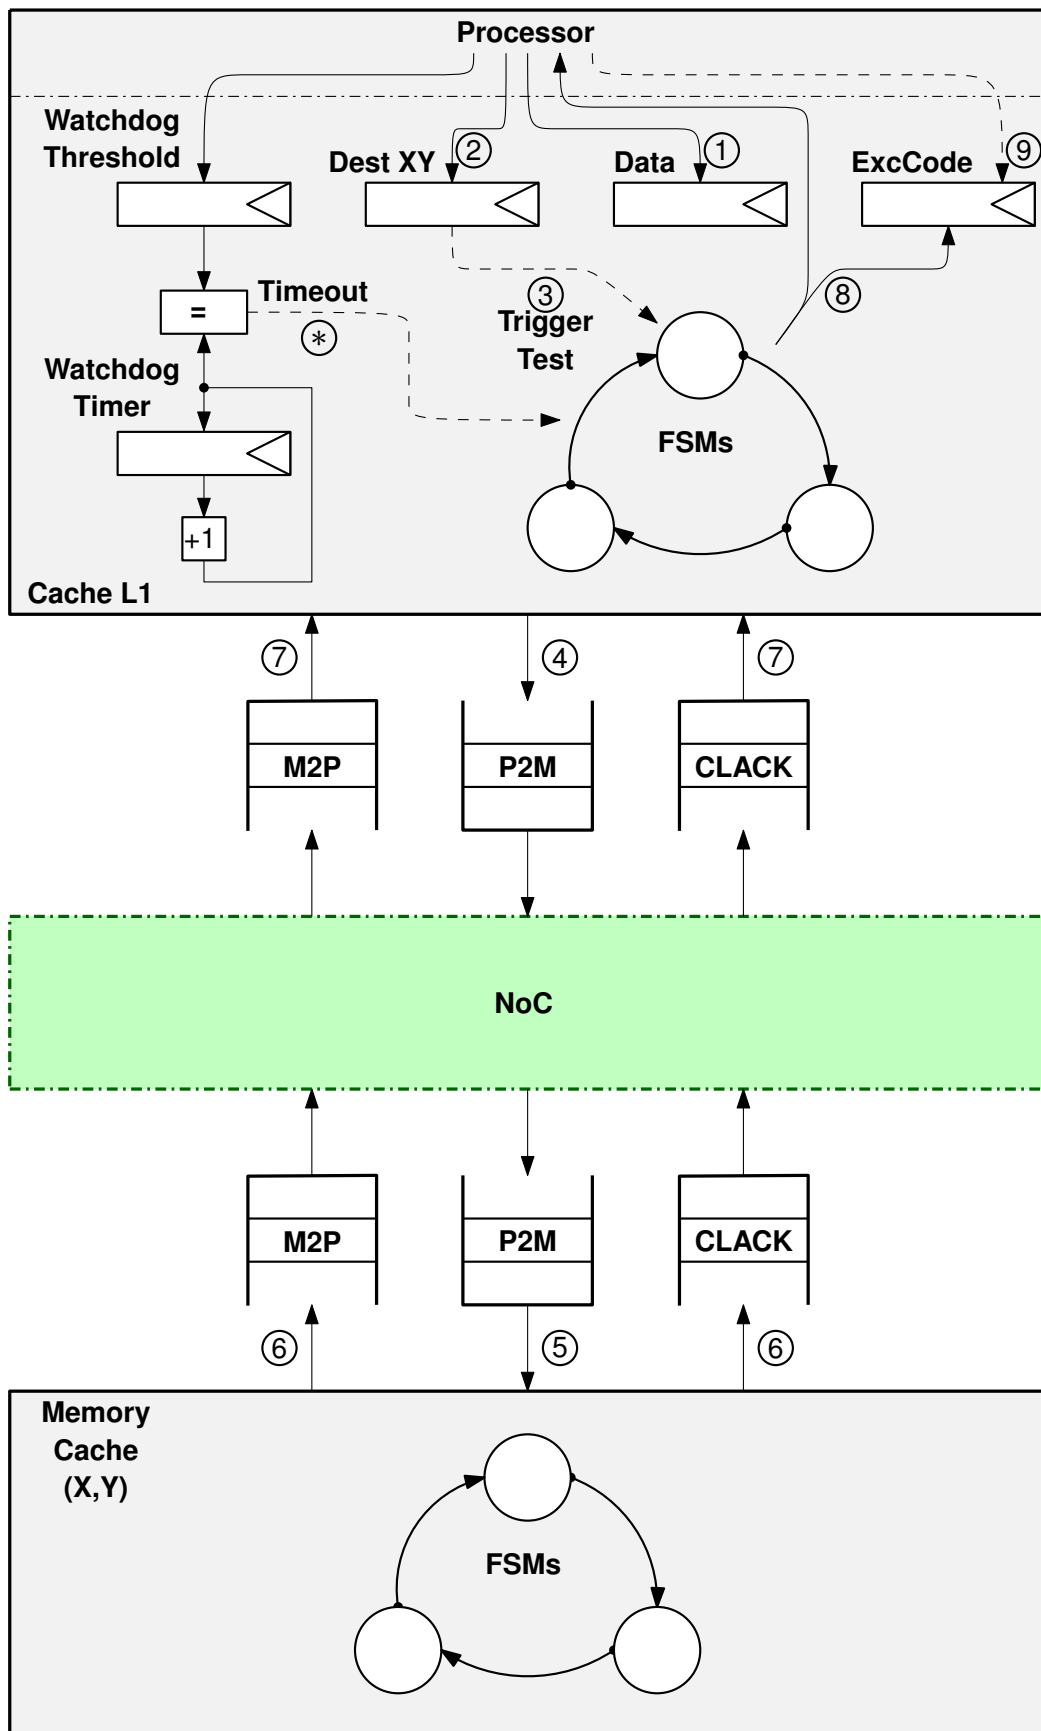 Processor
Watchdog
Threshold
Dest XY
2
Data
1
ExcCode
9
=
Timeout
*
3
Trigger
Test
8
Watchdog
Timer
FSMs
+1
Cache L1
7
4
7
M2P
P2M
CLACK
NoC
M2P
P2M
CLACK
6
5
6
Memory
Cache
(X,Y)
FSMs